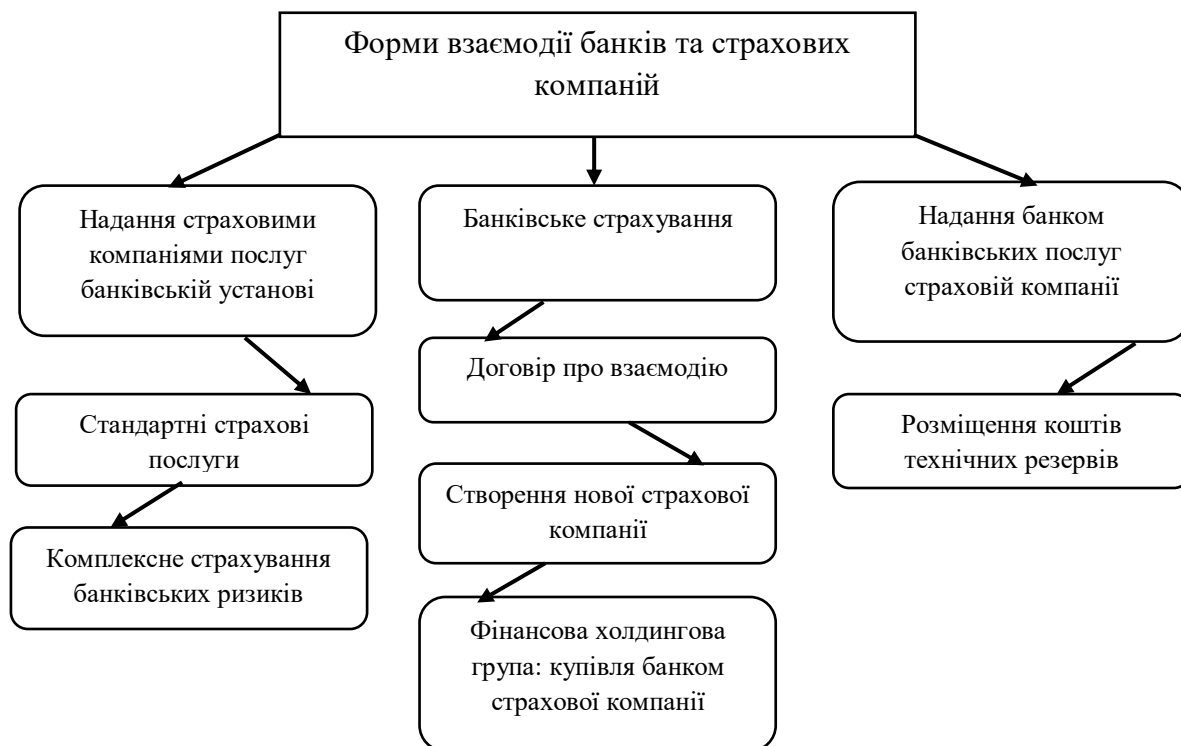 Форми взаємодії банків та страхових
компаній
Надання страховими
компаніями послуг
банківській установі
Банківське страхування
Надання банком
банківських послуг
страховій компанії
Договір про взаємодію
Стандартні страхові
послуги
Розміщення коштів
технічних резервів
Створення нової страхової
компанії
Комплексне страхування
банківських ризиків
Фінансова холдингова
група: купівля банком
страхової компанії